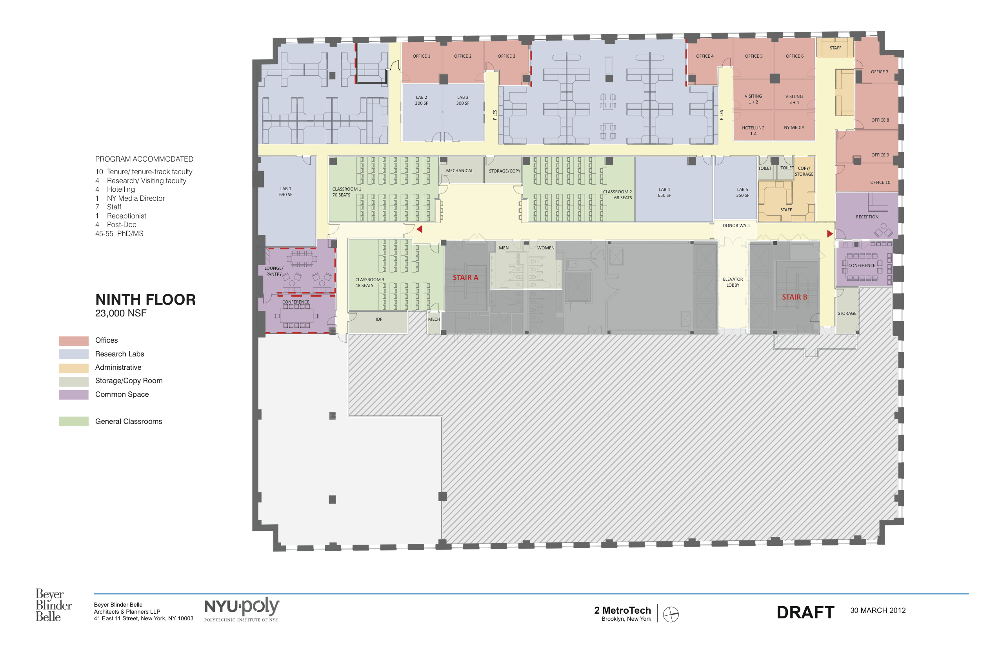 OFFICE 1
OFFICE 2
OFFICE 3
OFFICE 4
OFFICE 5
OFFICE 6
STAFF
OFFICE 7
LAB 2
300 SF
LAB 3
300 SF
FILES
FILES
VISITING
1 + 2
VISITING
3 + 4
HOTELLING
1-4
NY MEDIA
OFFICE 8
OFFICE 9
OFFICE 10
LAB 1
690 SF
CLASSROOM 1
70 SEATS
MECHANICAL
STORAGE/COPY
CLASSROOM 2
68 SEATS
LAB 4
650 SF
LAB 5
350 SF
TOILET
TOILET
COPY/
STORAGE
STAFF
RECEPTION
DONOR WALL
LOUNGE/
PANTRY
CONFERENCE
CLASSROOM 3
48 SEATS
IDF
MECH
STAIR A
MEN
WOMEN
ELEVATOR
LOBBY
STAIR B
CONFERENCE
STORAGE
PROGRAM ACCOMMODATED
10 Tenure/ tenure-track faculty
4 Research/ Visiting faculty
4 Hotelling
1 NY Media Director
7 Staff
1 Receptionist
4 Post-Doc
45-55 PhD/MS
NINTH FLOOR
23,000 NSF
Offices
Research Labs
Administrative
Storage/Copy Room
Common Space
General Classrooms
Beyer
Blinder
Belle
Beyer Blinder Belle
Architects & Planners LLP
41 East 11 Street, New York, NY 10003
NYU:poly
POLYTECHNIC INSTITUTE OF NYU
2 MetroTech
Brooklyn, New York
DRAFT
30 MARCH 2012